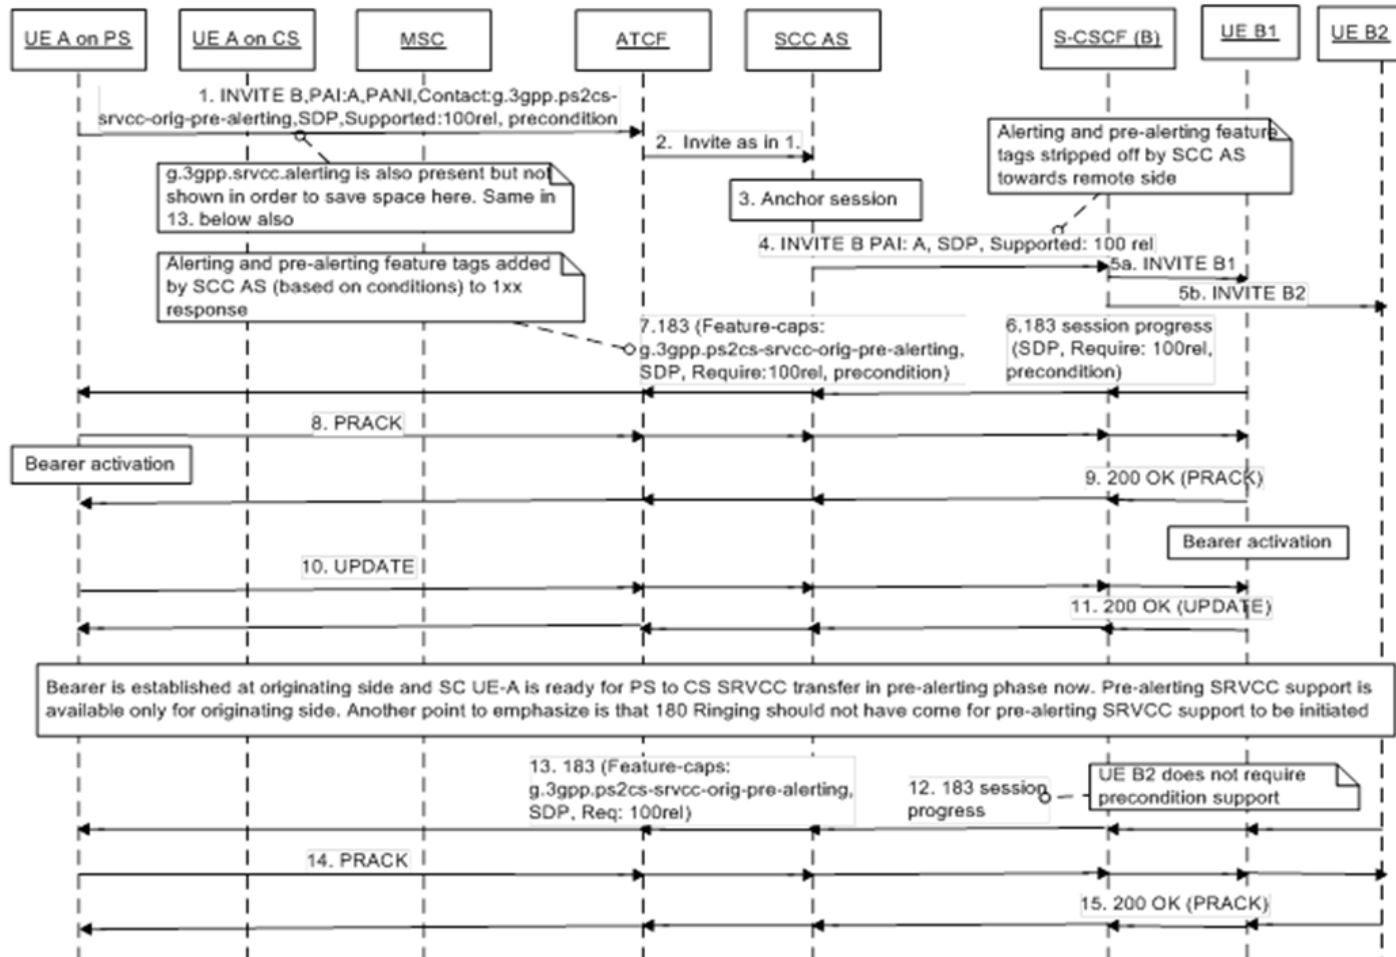 UE A on PS
UE A on CS
MSC
ATCF
SCC AS
S-CSCF (B)
UE B1
UE B2
1. INVITE B,PAI:A,PANI,Contact:g.3gpp.ps2cs-
srvcc-orig-pre-alerting,SDP,Supported:100rel, precondition
2. Invite as in 1.
Alerting and pre-alerting feature
tags stripped off by SCC AS
towards remote side
g.3gpp.srvcc.alerting is also present but not
shown in order to save space here. Same in
13. below also
3. Anchor session
4. INVITE B PAI: A, SDP, Supported: 100 rel
5a. INVITE B1
5b. INVITE B2
Alerting and pre-alerting feature tags added
by SCC AS (based on conditions) to 1xx
response
7.183 (Feature-caps:
g.3gpp.ps2cs-srvcc-orig-pre-alerting,
SDP, Require:100rel, precondition)
6.183 session progress
(SDP, Require: 100rel,
precondition)
8. PRACK
Bearer activation
9. 200 OK (PRACK)
Bearer activation
10. UPDATE
11. 200 OK (UPDATE)
Bearer is established at originating side and SC UE-A is ready for PS to CS SRVCC transfer in pre-alerting phase now. Pre-alerting SRVCC support is
available only for originating side. Another point to emphasize is that 180 Ringing should not have come for pre-alerting SRVCC support to be initiated
13. 183 (Feature-caps:
g.3gpp.ps2cs-srvcc-orig-pre-alerting,
SDP, Req: 100rel)
12. 183 session
progress
UE B2 does not require
precondition support
14. PRACK
15. 200 OK (PRACK)